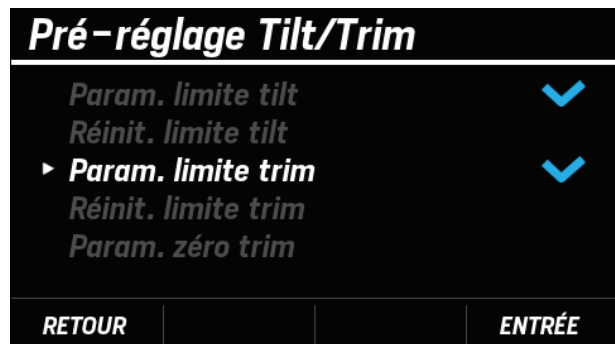 Pré-réglage Tilt/Trim
Param. limite tilt
Réinit. limite tilt
Param. limite trim
Réinit. limite trim
Param. zéro trim
RETOUR ENTRÉE